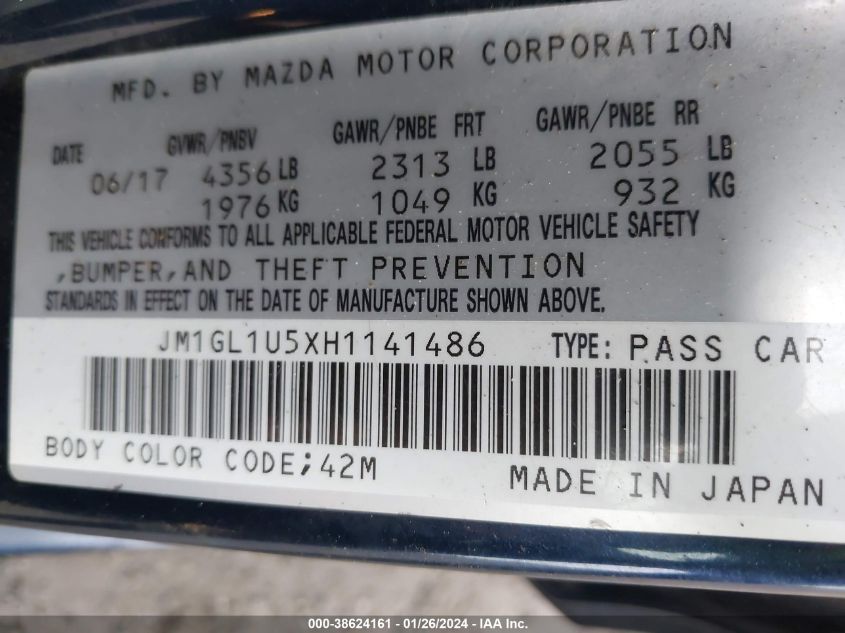 MFD. BY MAZDA MOTOR CORPORATION
DATE GVWR/PNBV GAWR/PNBE FRT GAWR/PNBE RR
06/17 4356 LB 2313 LB 2055 LB
1976 KG 1049 KG 932 KG
THIS VEHICLE CONFORMS TO ALL APPLICABLE FEDERAL MOTOR VEHICLE SAFETY
,BUMPER,AND THEFT PREVENTION
STANDARDS IN EFFECT ON THE DATE OF MANUFACTURE SHOWN ABOVE.
JM1GL1U5XH1141486 TYPE: PASS CAR
BODY COLOR CODE;42M MADE IN JAPAN
000-38624161 - 01/26/2024 - IAA Inc.